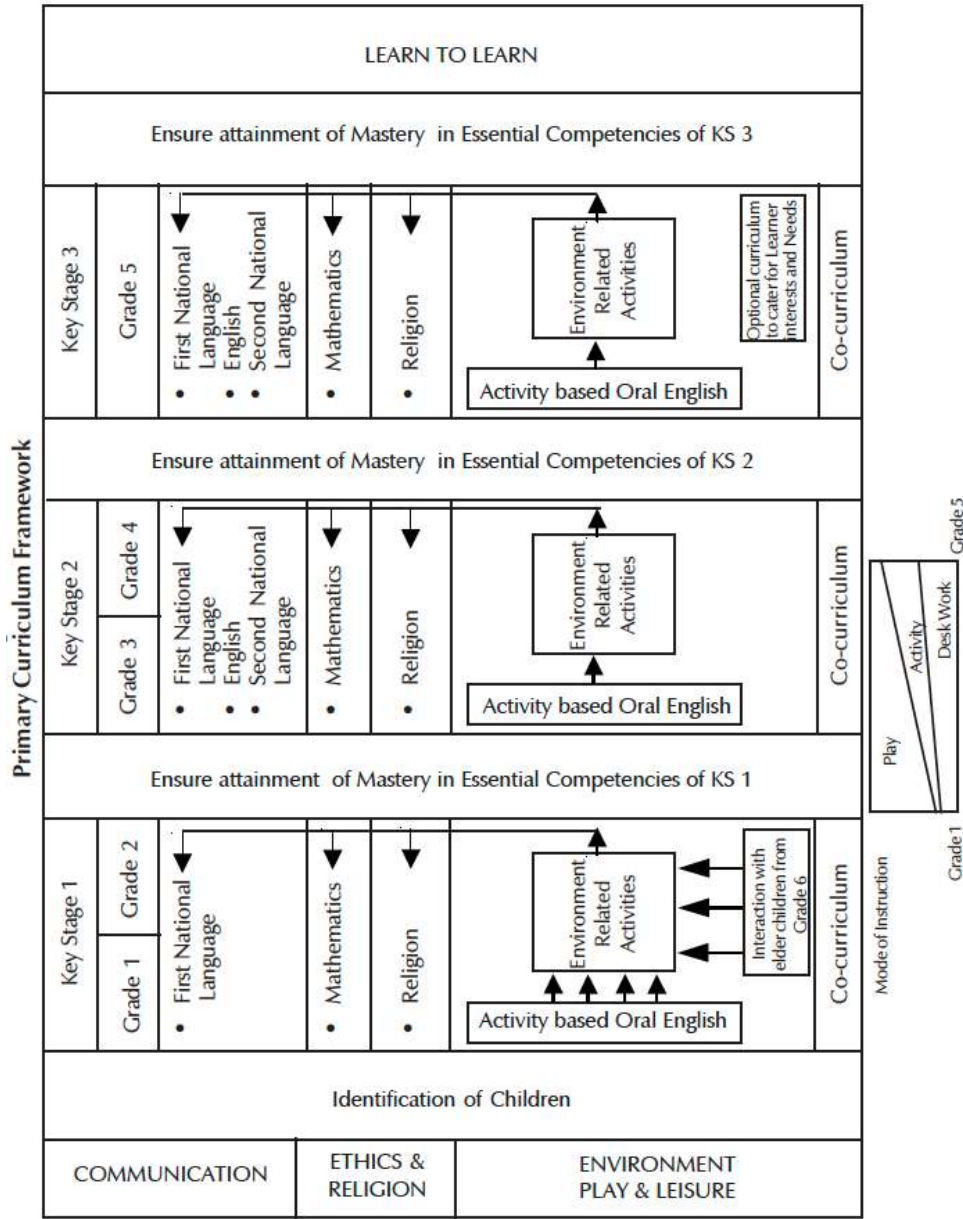 Primary Curriculum Framework
COMMUNICATION
ETHICS &
RELIGION
ENVIRONMENT
PLAY & LEISURE
Identification of Children
Key Stage 1
Grade 1
Grade 2
• First National
Language
• Mathematics
• Religion
Activity based Oral English
Environment
Related
Activities
Interaction with
elder children from
Grade 6
Co-curriculum
Ensure attainment of Mastery in Essential Competencies of KS 1
Key Stage 2
Grade 3
Grade 4
• First National
Language
• English
• Second National
Language
• Mathematics
• Religion
Activity based Oral English
Environment
Related
Activities
Co-curriculum
Ensure attainment of Mastery in Essential Competencies of KS 2
Key Stage 3
Grade 5
• First National
Language
• English
• Second National
Language
• Mathematics
• Religion
Activity based Oral English
Environment
Related
Activities
Optional curriculum
to cater for Learner
interests and Needs
Co-curriculum
Ensure attainment of Mastery in Essential Competencies of KS 3
LEARN TO LEARN
Mode of Instruction
Play
Activity
Desk Work
Grade 1
Grade 5